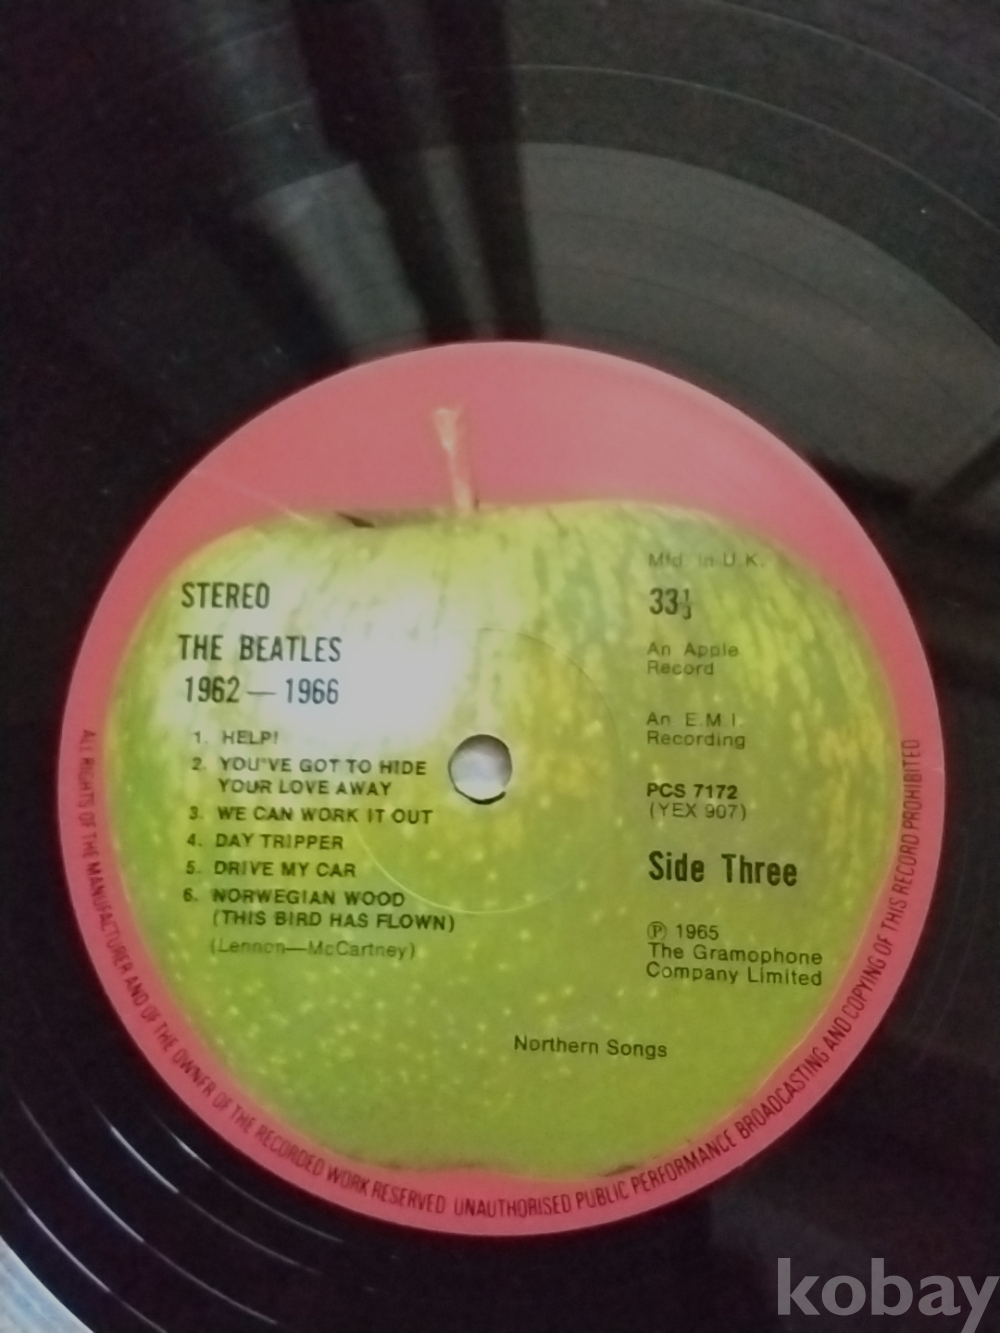 STEREO
THE BEATLES
1962 — 1966
1. HELP!
2. YOU'VE GOT TO HIDE
YOUR LOVE AWAY
3. WE CAN WORK IT OUT
4. DAY TRIPPER
5. DRIVE MY CAR
6. NORWEGIAN WOOD
(THIS BIRD HAS FLOWN)
(Lennon—McCartney)
Mfd. in U.K.
33⅓
An Apple
Record
An E.M.I.
Recording
PCS 7172
(YEX 907)
Side Three
℗ 1965
The Gramophone
Company Limited
Northern Songs
ALL RIGHTS OF THE MANUFACTURER AND OF THE OWNER OF THE RECORDED WORK RESERVED UNAUTHORISED PUBLIC PERFORMANCE BROADCASTING AND COPYING OF THIS RECORD PROHIBITED
kobay